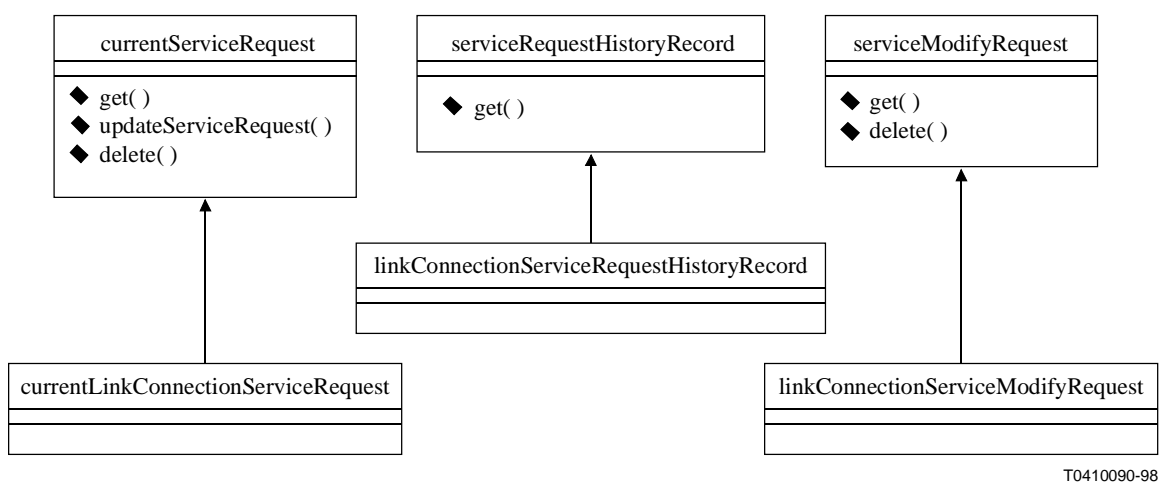 currentServiceRequest
get( )
updateServiceRequest( )
delete( )
serviceRequestHistoryRecord
get( )
serviceModifyRequest
get( )
delete( )
linkConnectionServiceRequestHistoryRecord
currentLinkConnectionServiceRequest
linkConnectionServiceModifyRequest
T0410090-98